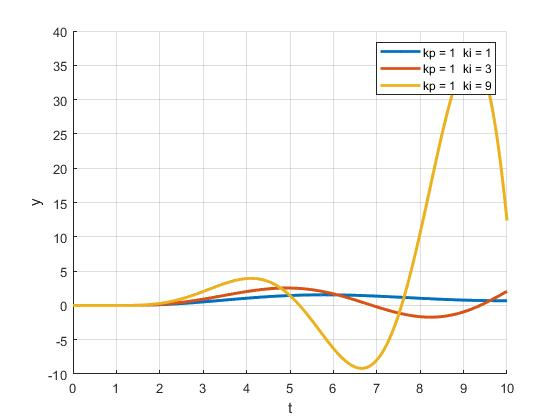 40
35
30
25
20
15
10
5
0
-5
-10
y
kp = 1  ki = 1
kp = 1  ki = 3
kp = 1  ki = 9
0 1 2 3 4 5 6 7 8 9 10
t